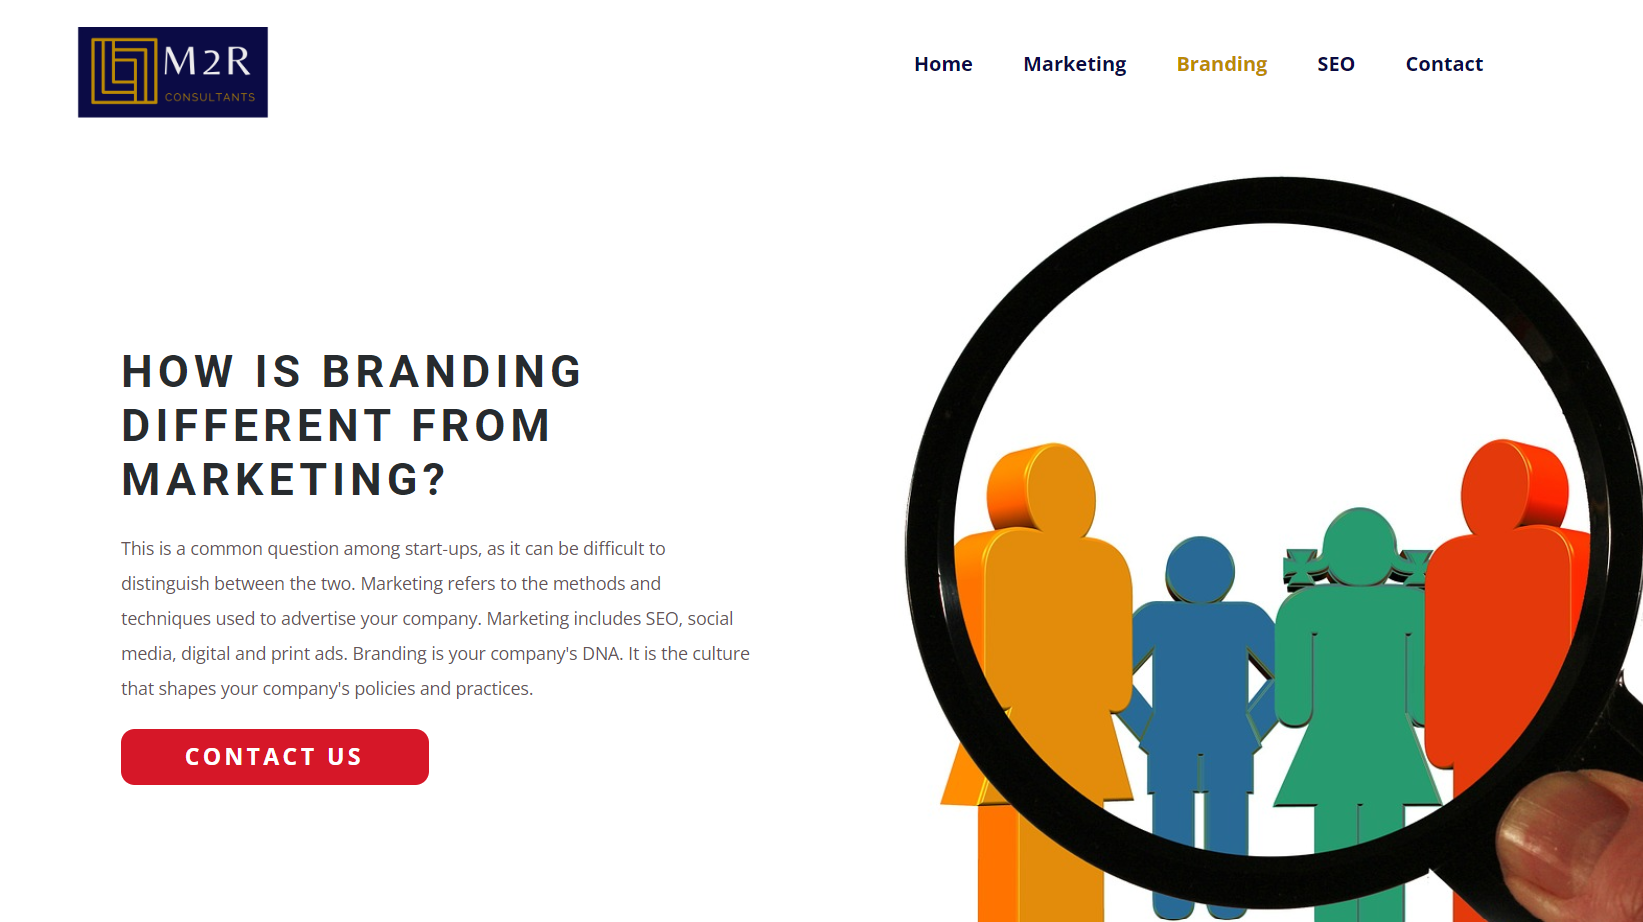 M2R
CONSULTANTS
Home Marketing Branding SEO Contact
HOW IS BRANDING
DIFFERENT FROM
MARKETING?
This is a common question among start-ups, as it can be difficult to
distinguish between the two. Marketing refers to the methods and
techniques used to advertise your company. Marketing includes SEO, social
media, digital and print ads. Branding is your company's DNA. It is the culture
that shapes your company's policies and practices.
CONTACT US